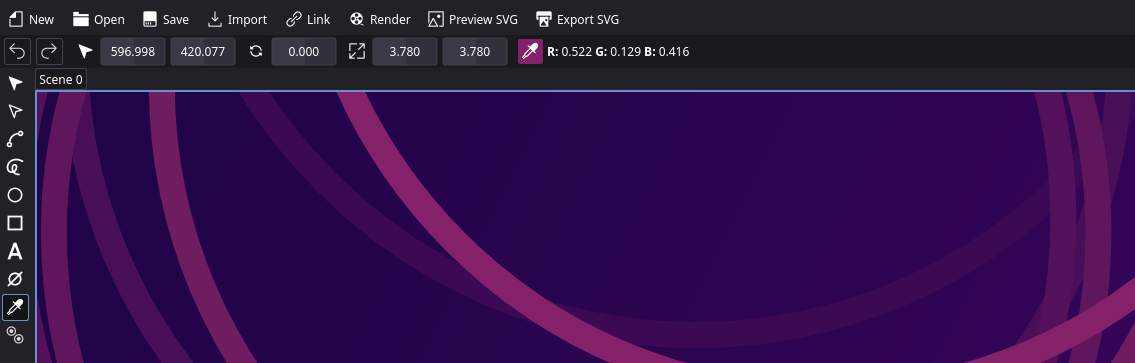 New Open Save Import Link Render Preview SVG Export SVG
596.998 420.077 0.000 3.780 3.780 R: 0.522 G: 0.129 B: 0.416
Scene 0